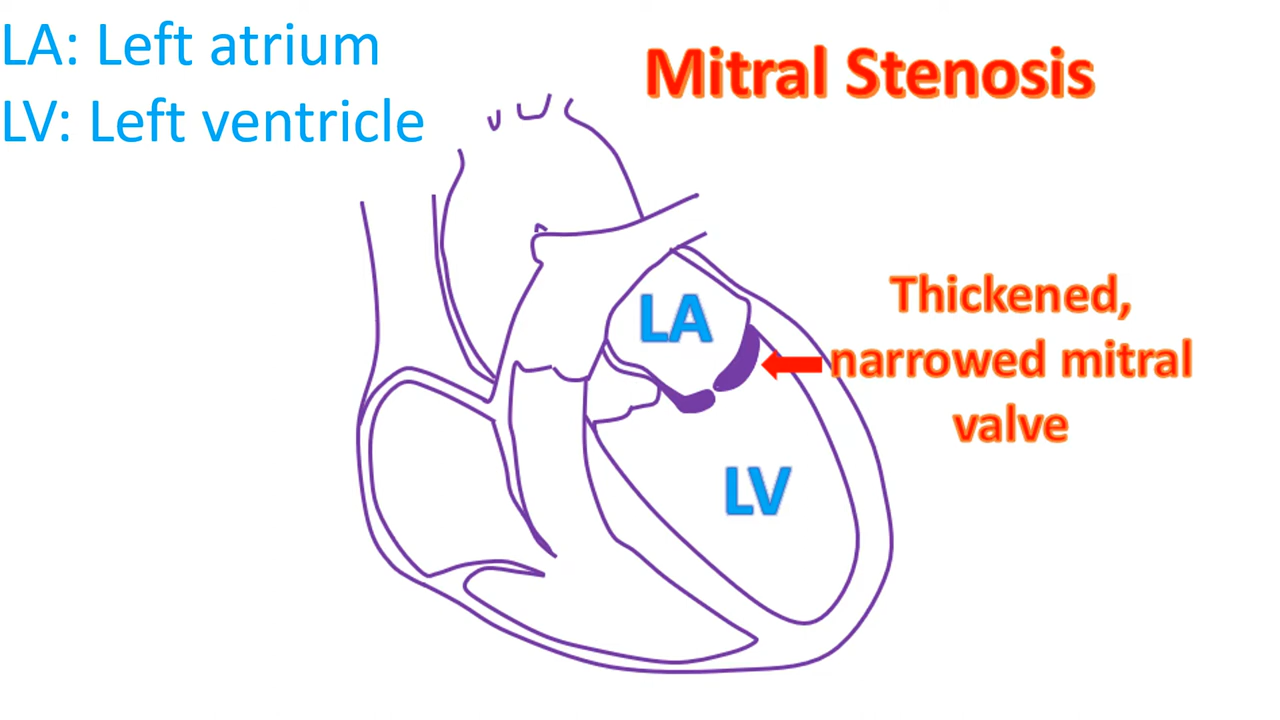 LA: Left atrium
LV: Left ventricle
Mitral Stenosis
LA
Thickened,
narrowed mitral
valve
LV